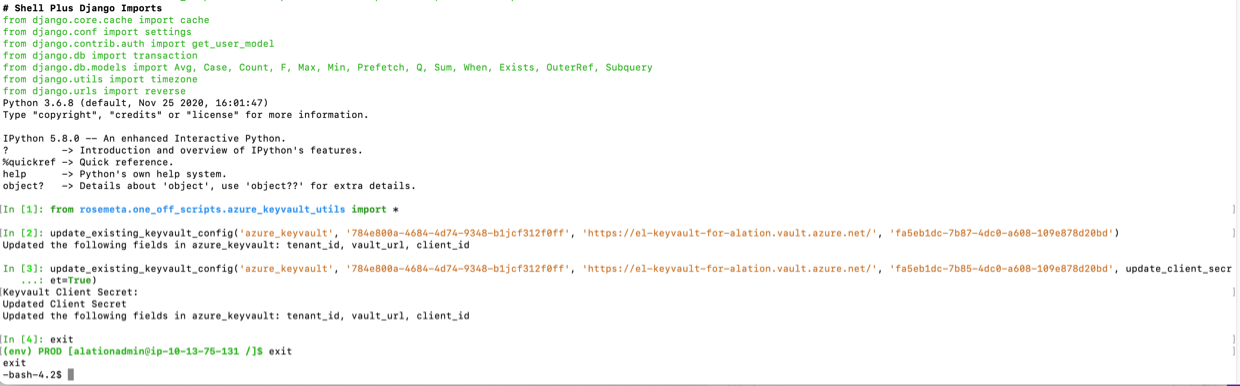 # Shell Plus Django Imports
from django.core.cache import cache
from django.conf import settings
from django.contrib.auth import get_user_model
from django.db import transaction
from django.db.models import Avg, Case, Count, F, Max, Min, Prefetch, Q, Sum, When, Exists, OuterRef, Subquery
from django.utils import timezone
from django.urls import reverse
Python 3.6.8 (default, Nov 25 2020, 16:01:47)
Type "copyright", "credits" or "license" for more information.
IPython 5.8.0 -- An enhanced Interactive Python.
?         -> Introduction and overview of IPython's features.
%quickref -> Quick reference.
help      -> Python's own help system.
object?   -> Details about 'object', use 'object??' for extra details.
[In [1]: from rosemeta.one_off_scripts.azure_keyvault_utils import * ]
[In [2]: update_existing_keyvault_config('azure_keyvault', '784e800a-4684-4d74-9348-b1jcf312f0ff', 'https://el-keyvault-for-alation.vault.azure.net/', 'fa5eb1dc-7b87-4dc0-a608-109e878d20bd') ]
Updated the following fields in azure_keyvault: tenant_id, vault_url, client_id
In [3]: update_existing_keyvault_config('azure_keyvault', '784e800a-4684-4d74-9348-b1jcf312f0ff', 'https://el-keyvault-for-alation.vault.azure.net/', 'fa5eb1dc-7b85-4dc0-a608-109e878d20bd', update_client_secr
   ...: et=True)
[Keyvault Client Secret: ]
Updated Client Secret
Updated the following fields in azure_keyvault: tenant_id, vault_url, client_id
[In [4]: exit ]
[(env) PROD [alationadmin@ip-10-13-75-131 /]$ exit ]
exit
-bash-4.2$